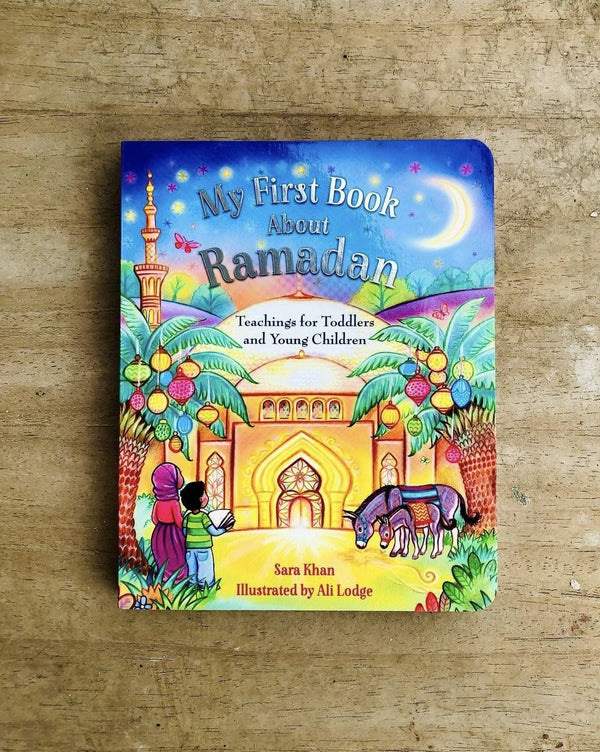 My First Book
About
Ramadan
Teachings for Toddlers
and Young Children
Sara Khan
Illustrated by Ali Lodge